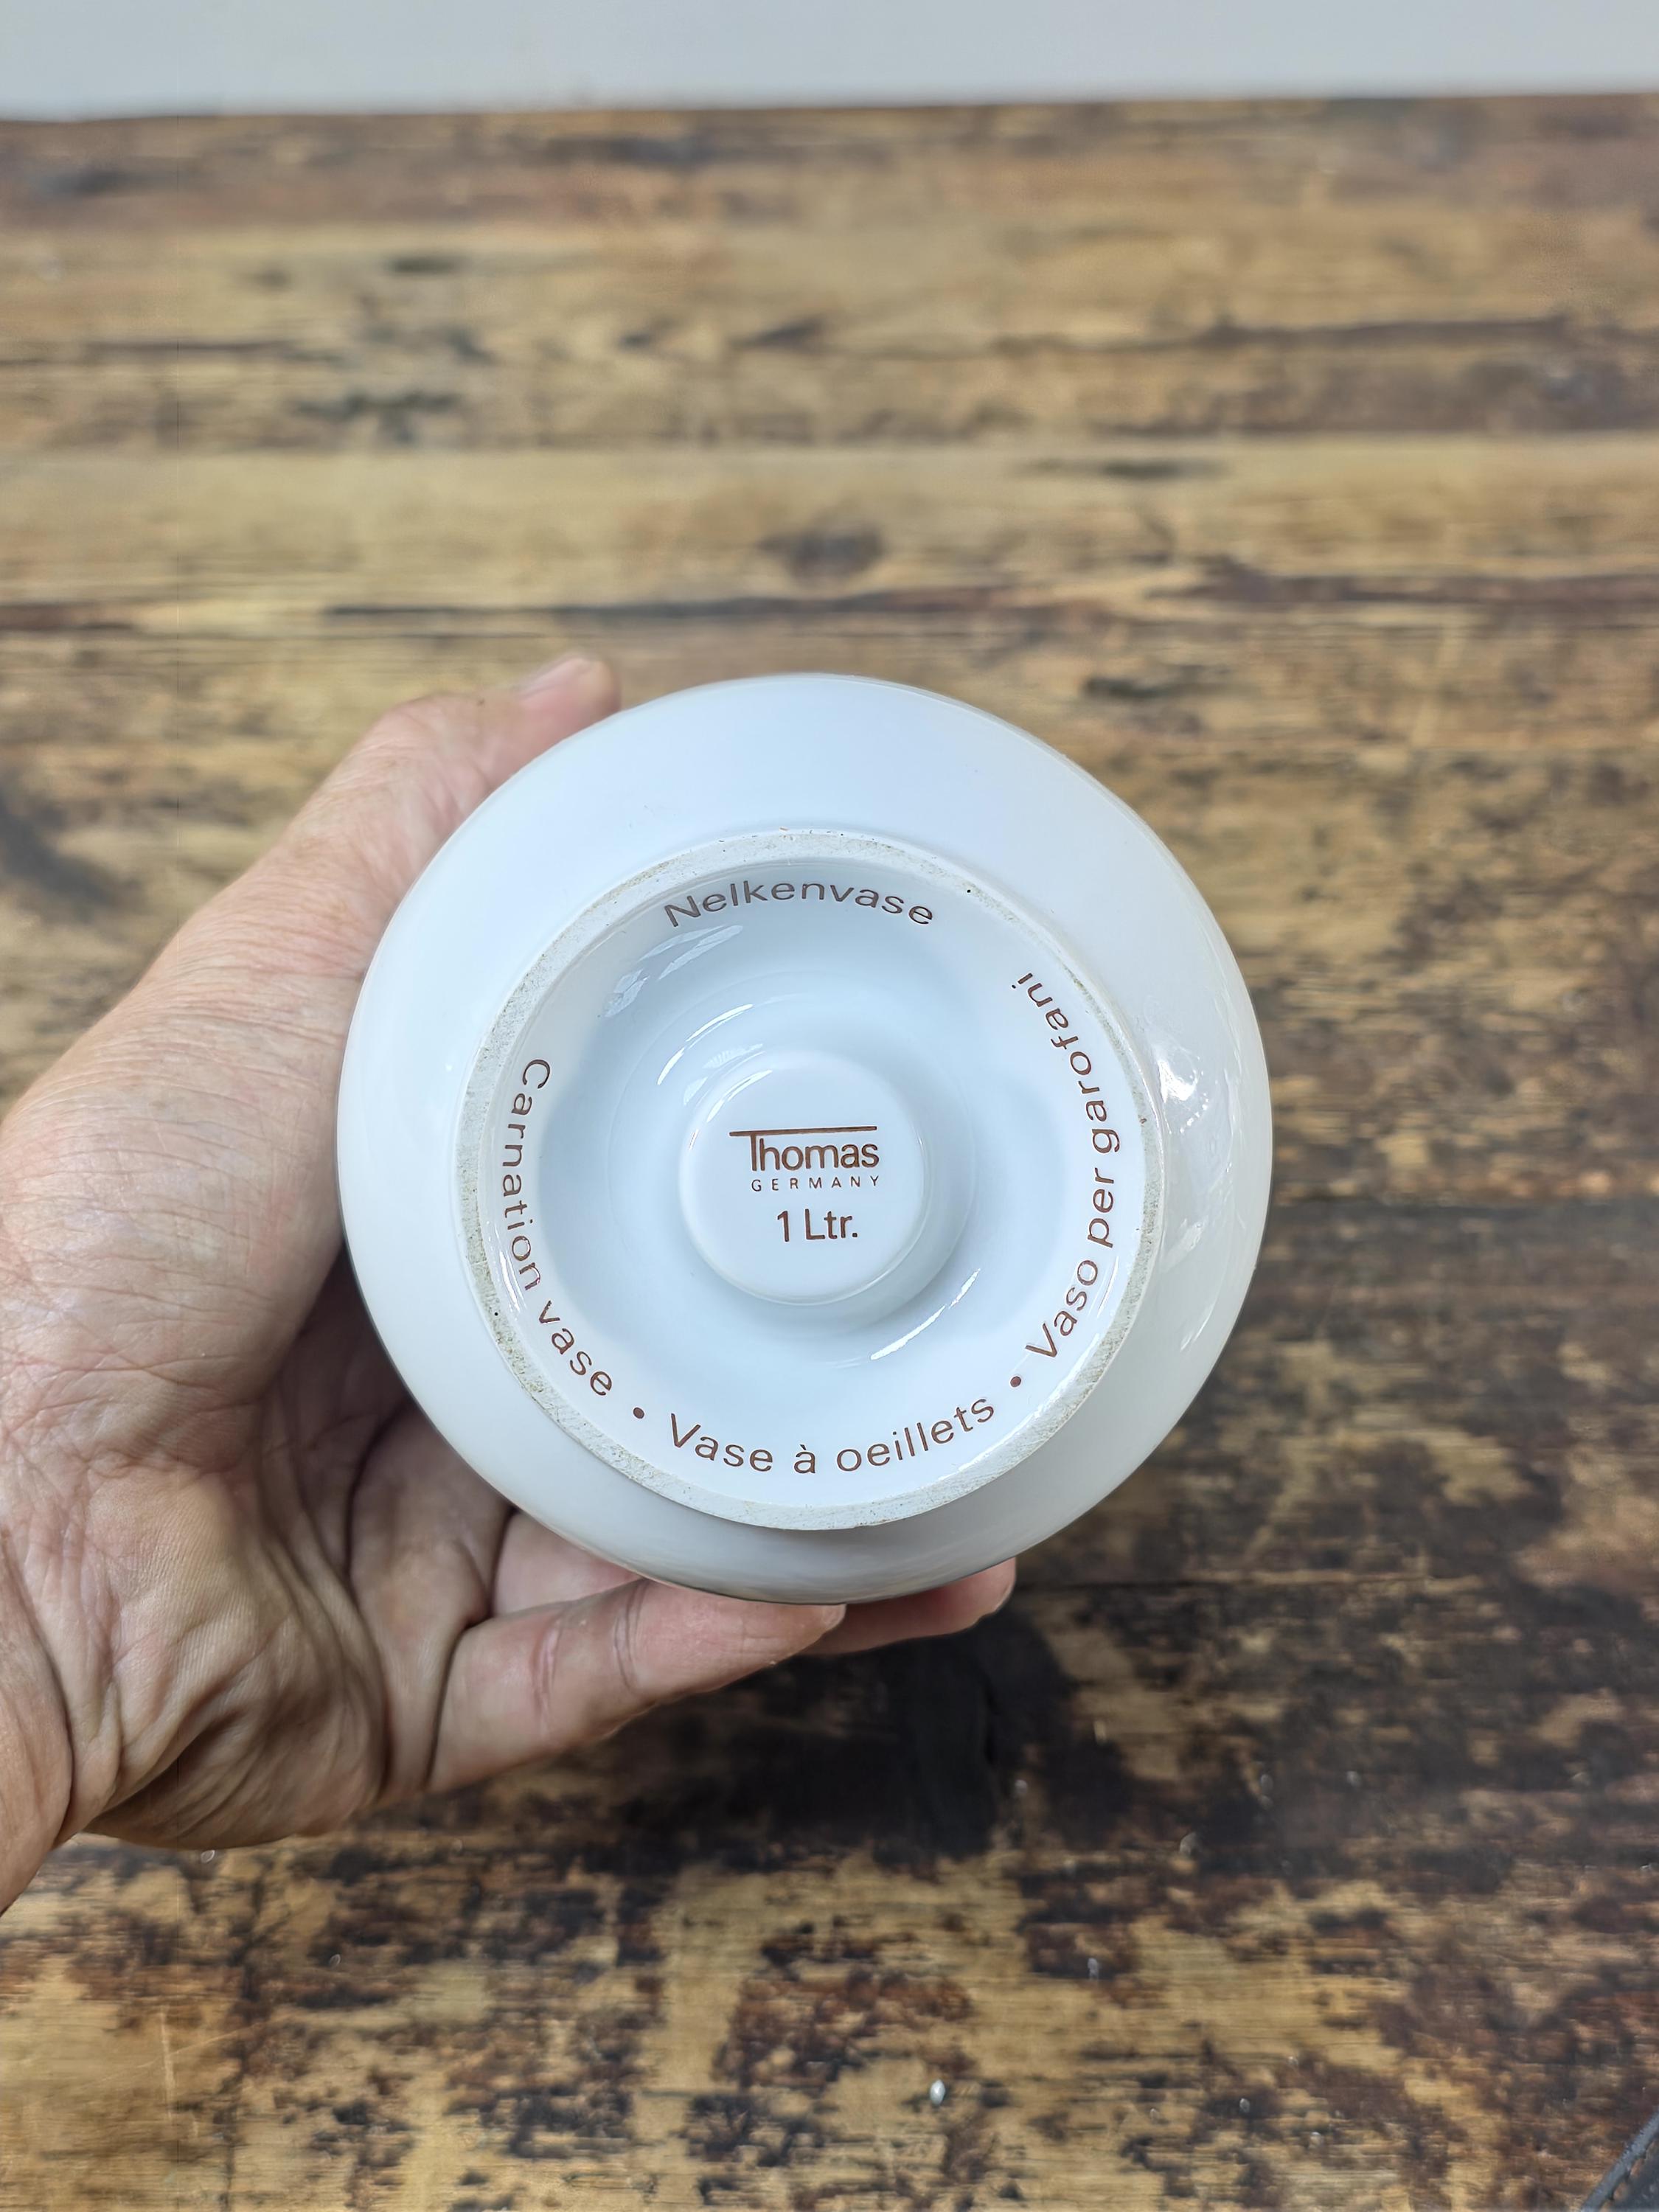 Nelkenvase
Thomas
GERMANY
1 Ltr.
Carnation vase • Vase à oeillets • Vaso per garofani